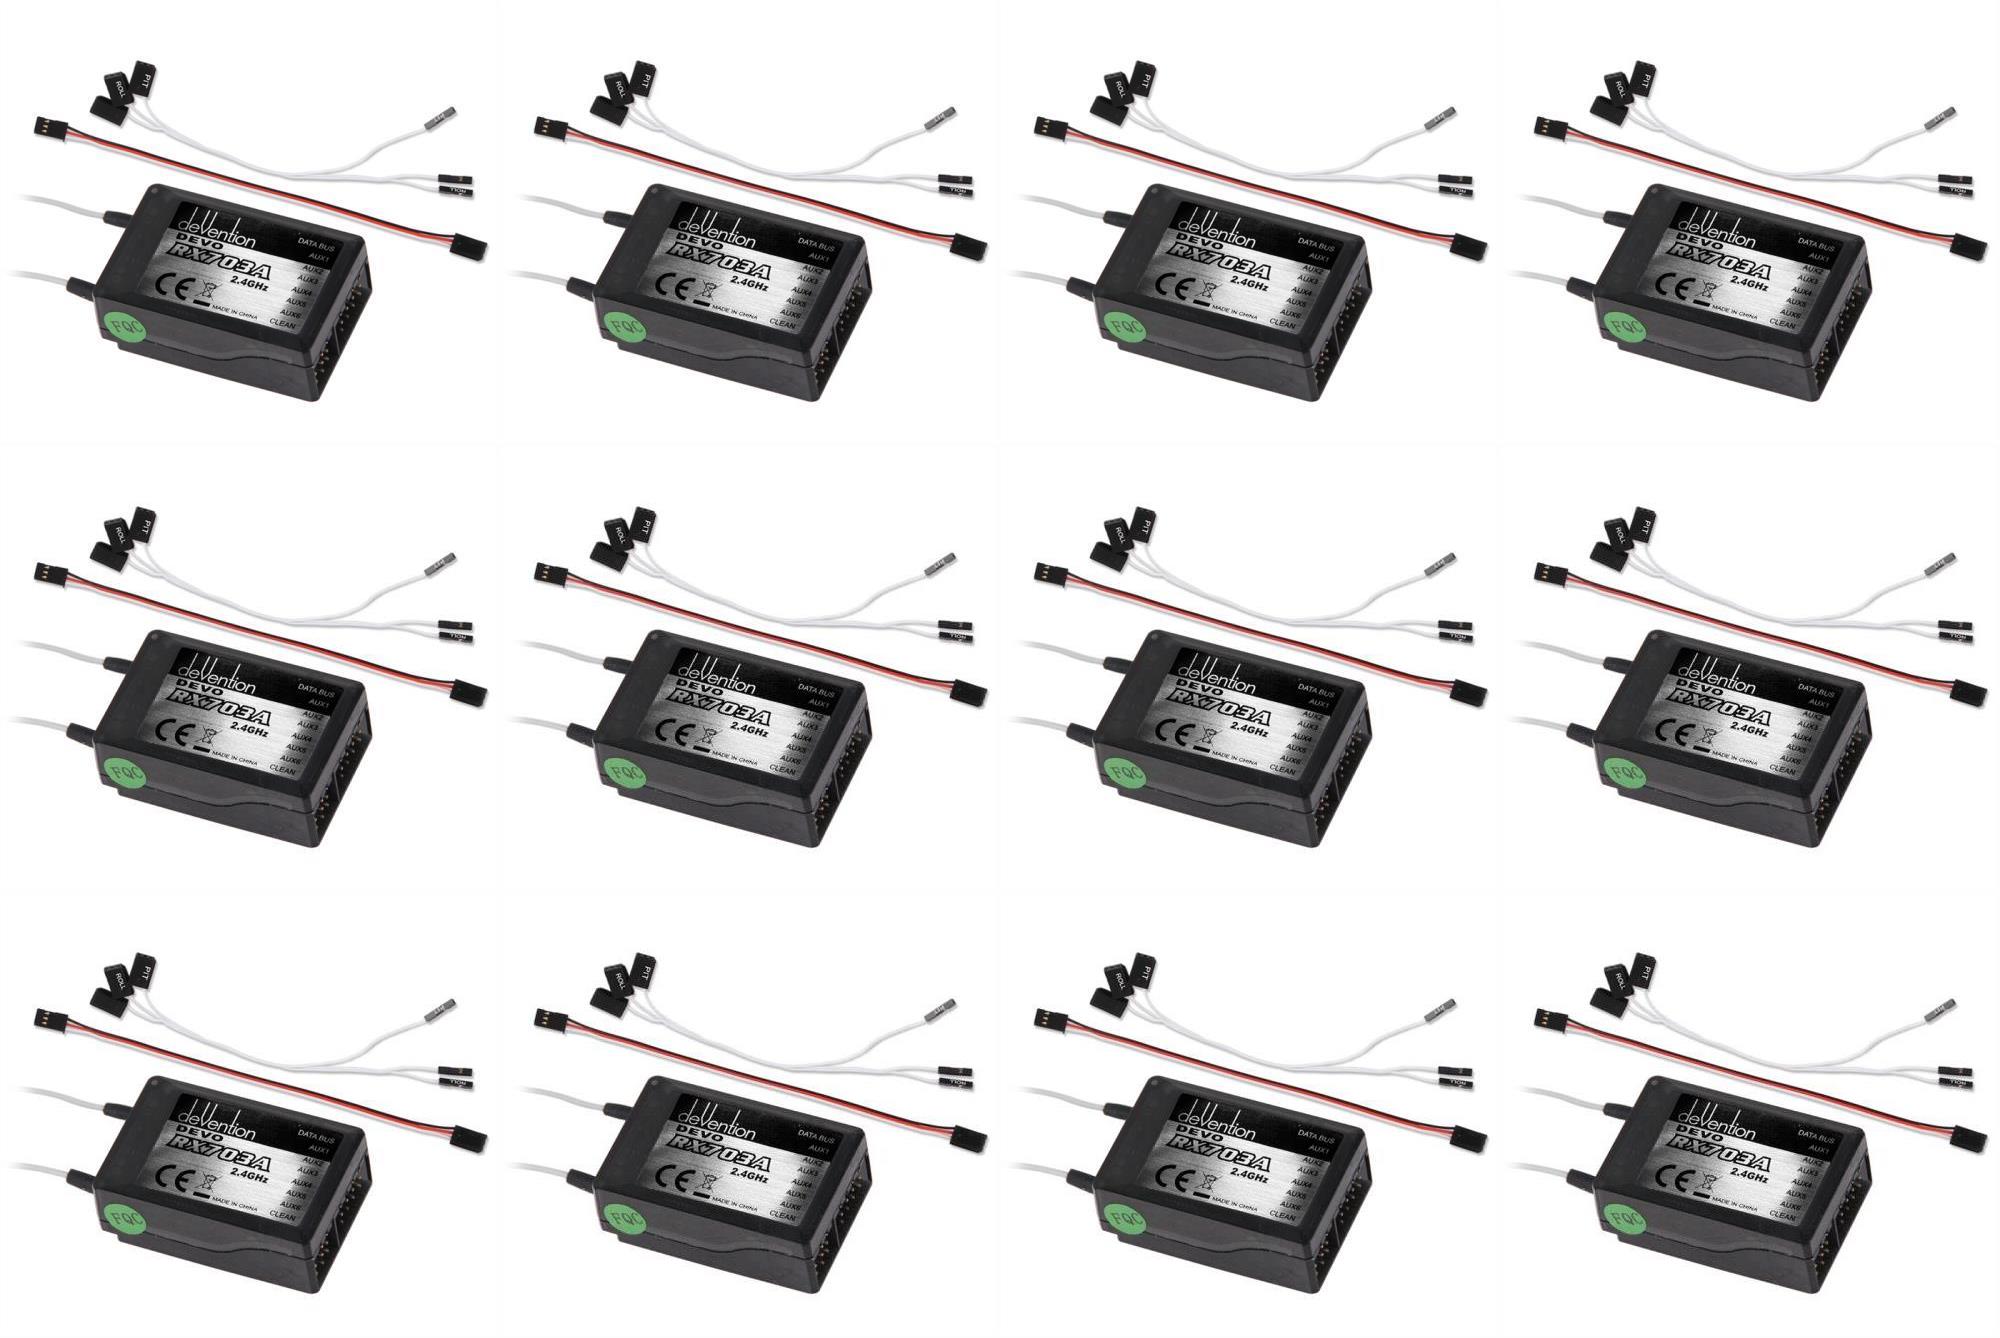 PIT
ROLL
ROLL
deVention
DEVO
RX703A
2.4GHz
CE
MADE IN CHINA
DATA BUS
AUX1
AUX2
AUX3
AUX4
AUX5
AUX6
CLEAN
FQC
PIT
ROLL
ROLL
deVention
DEVO
RX703A
2.4GHz
CE
MADE IN CHINA
DATA BUS
AUX1
AUX2
AUX3
AUX4
AUX5
AUX6
CLEAN
FQC
PIT
ROLL
ROLL
deVention
DEVO
RX703A
2.4GHz
CE
MADE IN CHINA
DATA BUS
AUX1
AUX2
AUX3
AUX4
AUX5
AUX6
CLEAN
FQC
PIT
ROLL
ROLL
deVention
DEVO
RX703A
2.4GHz
CE
MADE IN CHINA
DATA BUS
AUX1
AUX2
AUX3
AUX4
AUX5
AUX6
CLEAN
FQC
PIT
ROLL
ROLL
deVention
DEVO
RX703A
2.4GHz
CE
MADE IN CHINA
DATA BUS
AUX1
AUX2
AUX3
AUX4
AUX5
AUX6
CLEAN
FQC
PIT
ROLL
ROLL
deVention
DEVO
RX703A
2.4GHz
CE
MADE IN CHINA
DATA BUS
AUX1
AUX2
AUX3
AUX4
AUX5
AUX6
CLEAN
FQC
PIT
ROLL
ROLL
deVention
DEVO
RX703A
2.4GHz
CE
MADE IN CHINA
DATA BUS
AUX1
AUX2
AUX3
AUX4
AUX5
AUX6
CLEAN
FQC
PIT
ROLL
ROLL
deVention
DEVO
RX703A
2.4GHz
CE
MADE IN CHINA
DATA BUS
AUX1
AUX2
AUX3
AUX4
AUX5
AUX6
CLEAN
FQC
PIT
ROLL
ROLL
deVention
DEVO
RX703A
2.4GHz
CE
MADE IN CHINA
DATA BUS
AUX1
AUX2
AUX3
AUX4
AUX5
AUX6
CLEAN
FQC
PIT
ROLL
ROLL
deVention
DEVO
RX703A
2.4GHz
CE
MADE IN CHINA
DATA BUS
AUX1
AUX2
AUX3
AUX4
AUX5
AUX6
CLEAN
FQC
PIT
ROLL
ROLL
deVention
DEVO
RX703A
2.4GHz
CE
MADE IN CHINA
DATA BUS
AUX1
AUX2
AUX3
AUX4
AUX5
AUX6
CLEAN
FQC
PIT
ROLL
ROLL
deVention
DEVO
RX703A
2.4GHz
CE
MADE IN CHINA
DATA BUS
AUX1
AUX2
AUX3
AUX4
AUX5
AUX6
CLEAN
FQC